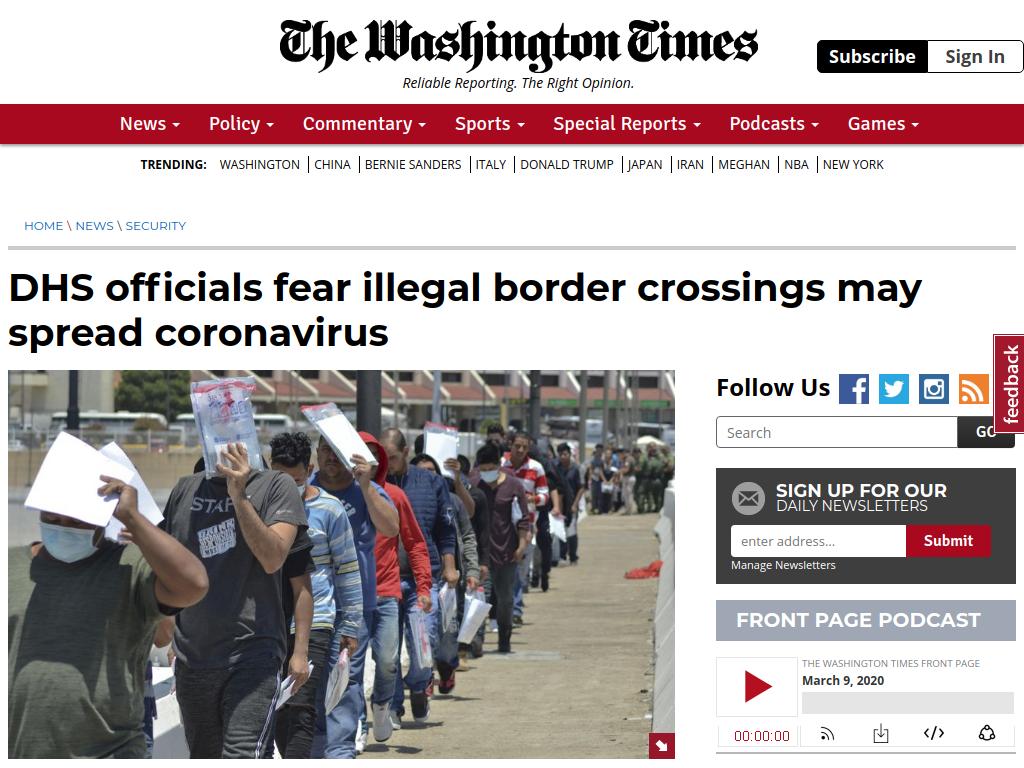 The Washington Times
Reliable Reporting. The Right Opinion.
Subscribe
Sign In
News
Policy
Commentary
Sports
Special Reports
Podcasts
Games
TRENDING:
WASHINGTON
CHINA
BERNIE SANDERS
ITALY
DONALD TRUMP
JAPAN
IRAN
MEGHAN
NBA
NEW YORK
HOME \ NEWS \ SECURITY
DHS officials fear illegal border crossings may
spread coronavirus
feedback
Follow Us
Search
GO
SIGN UP FOR OUR
DAILY NEWSLETTERS
enter address...
Submit
Manage Newsletters
FRONT PAGE PODCAST
THE WASHINGTON TIMES FRONT PAGE
March 9, 2020
00:00:00